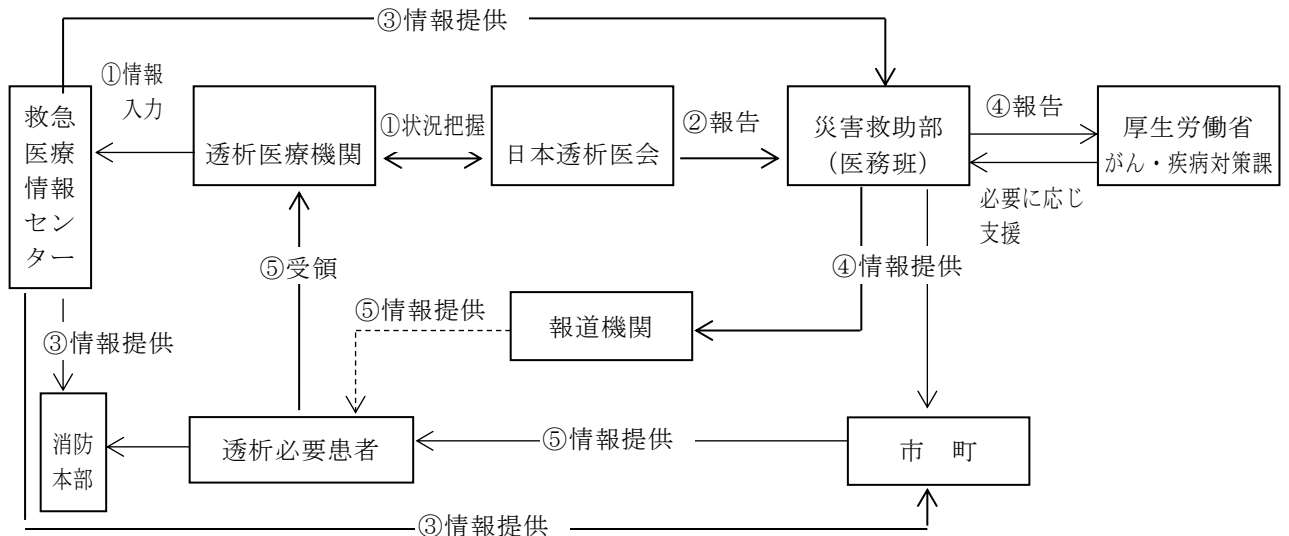 ③情報提供
①情報
入力
救急
医療
情報
セン
ター
透析医療機関
①状況把握
日本透析医会
②報告
災害救助部
（医務班）
④報告
厚生労働省
がん・疾病対策課
必要に応じ
支援
⑤受領
④情報提供
⑤情報提供
報道機関
③情報提供
消防
本部
透析必要患者
⑤情報提供
市　町
③情報提供